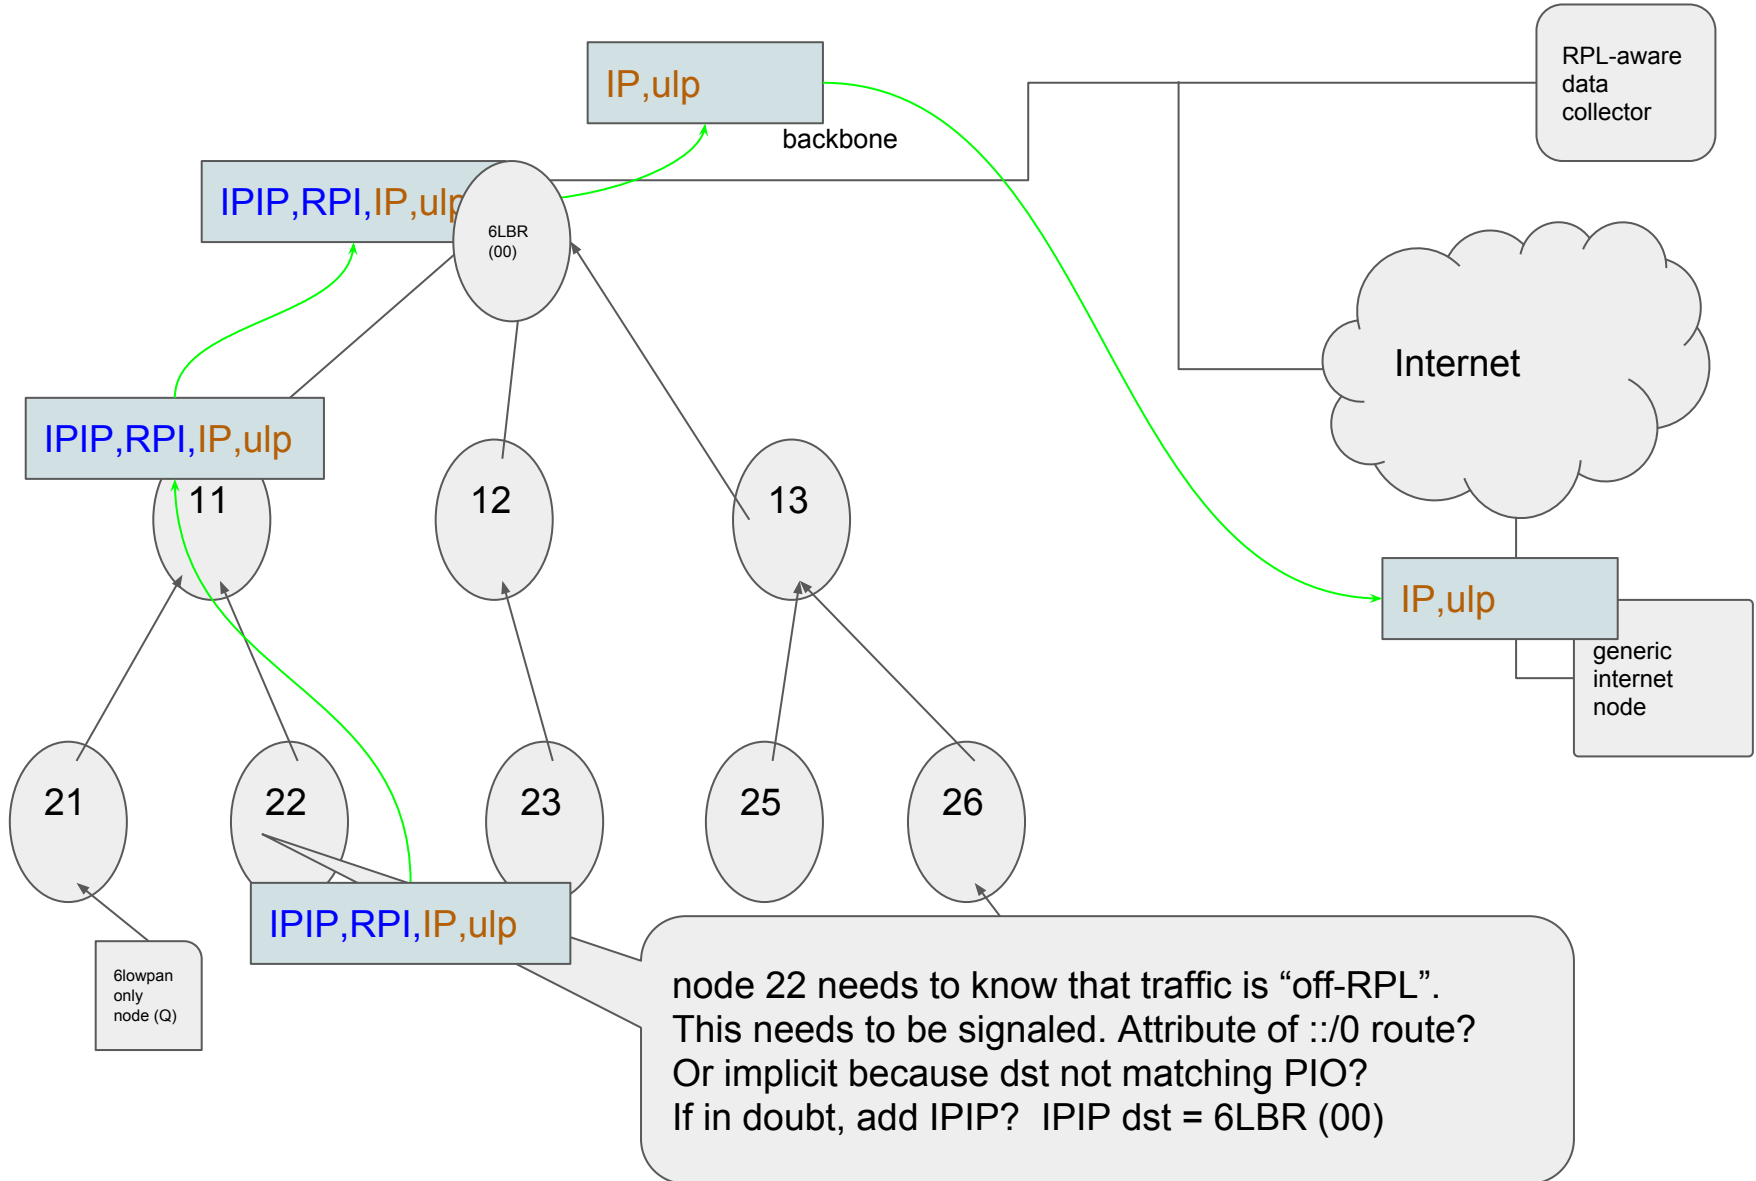 RPL-aware
data
collector
IP,ulp
backbone
IPIP,RPI,IP,ulp
6LBR
(00)
Internet
IPIP,RPI,IP,ulp
11
12
13
IP,ulp
generic
internet
node
21
22
23
25
26
IPIP,RPI,IP,ulp
6lowpan
only
node (Q)
node 22 needs to know that traffic is “off-RPL”.
This needs to be signaled. Attribute of ::/0 route?
Or implicit because dst not matching PIO?
If in doubt, add IPIP?  IPIP dst = 6LBR (00)